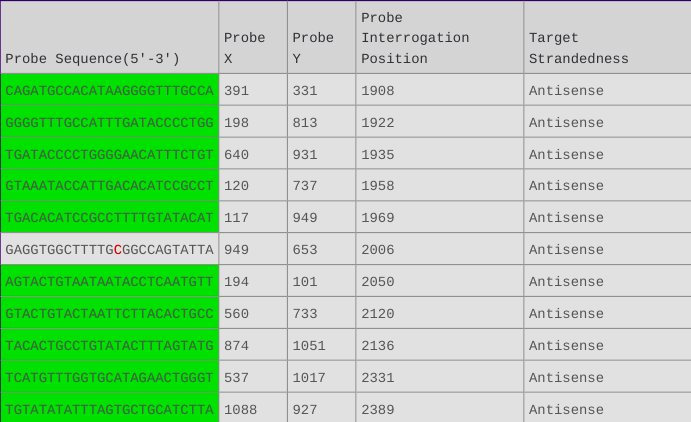 Probe Sequence(5'-3') Probe X Probe Y Probe Interrogation Position Target Strandedness
CAGATGCCACATAAGGGGTTTGCCA 391 331 1908 Antisense
GGGGTTTGCCATTTGATACCCCTGG 198 813 1922 Antisense
TGATACCCCTGGGGAACATTTCTGT 640 931 1935 Antisense
GTAAATACCATTGACACATCCGCCT 120 737 1958 Antisense
TGACACATCCGCCTTTTGTATACAT 117 949 1969 Antisense
GAGGTGGCTTTTGCGGCCAGTATTA 949 653 2006 Antisense
AGTACTGTAATAATACCTCAATGTT 194 101 2050 Antisense
GTACTGTACTAATTCTTACACTGCC 560 733 2120 Antisense
TACACTGCCTGTATACTTTAGTATG 874 1051 2136 Antisense
TCATGTTTGGTGCATAGAACTGGGT 537 1017 2331 Antisense
TGTATATATTTAGTGCTGCATCTTA 1088 927 2389 Antisense